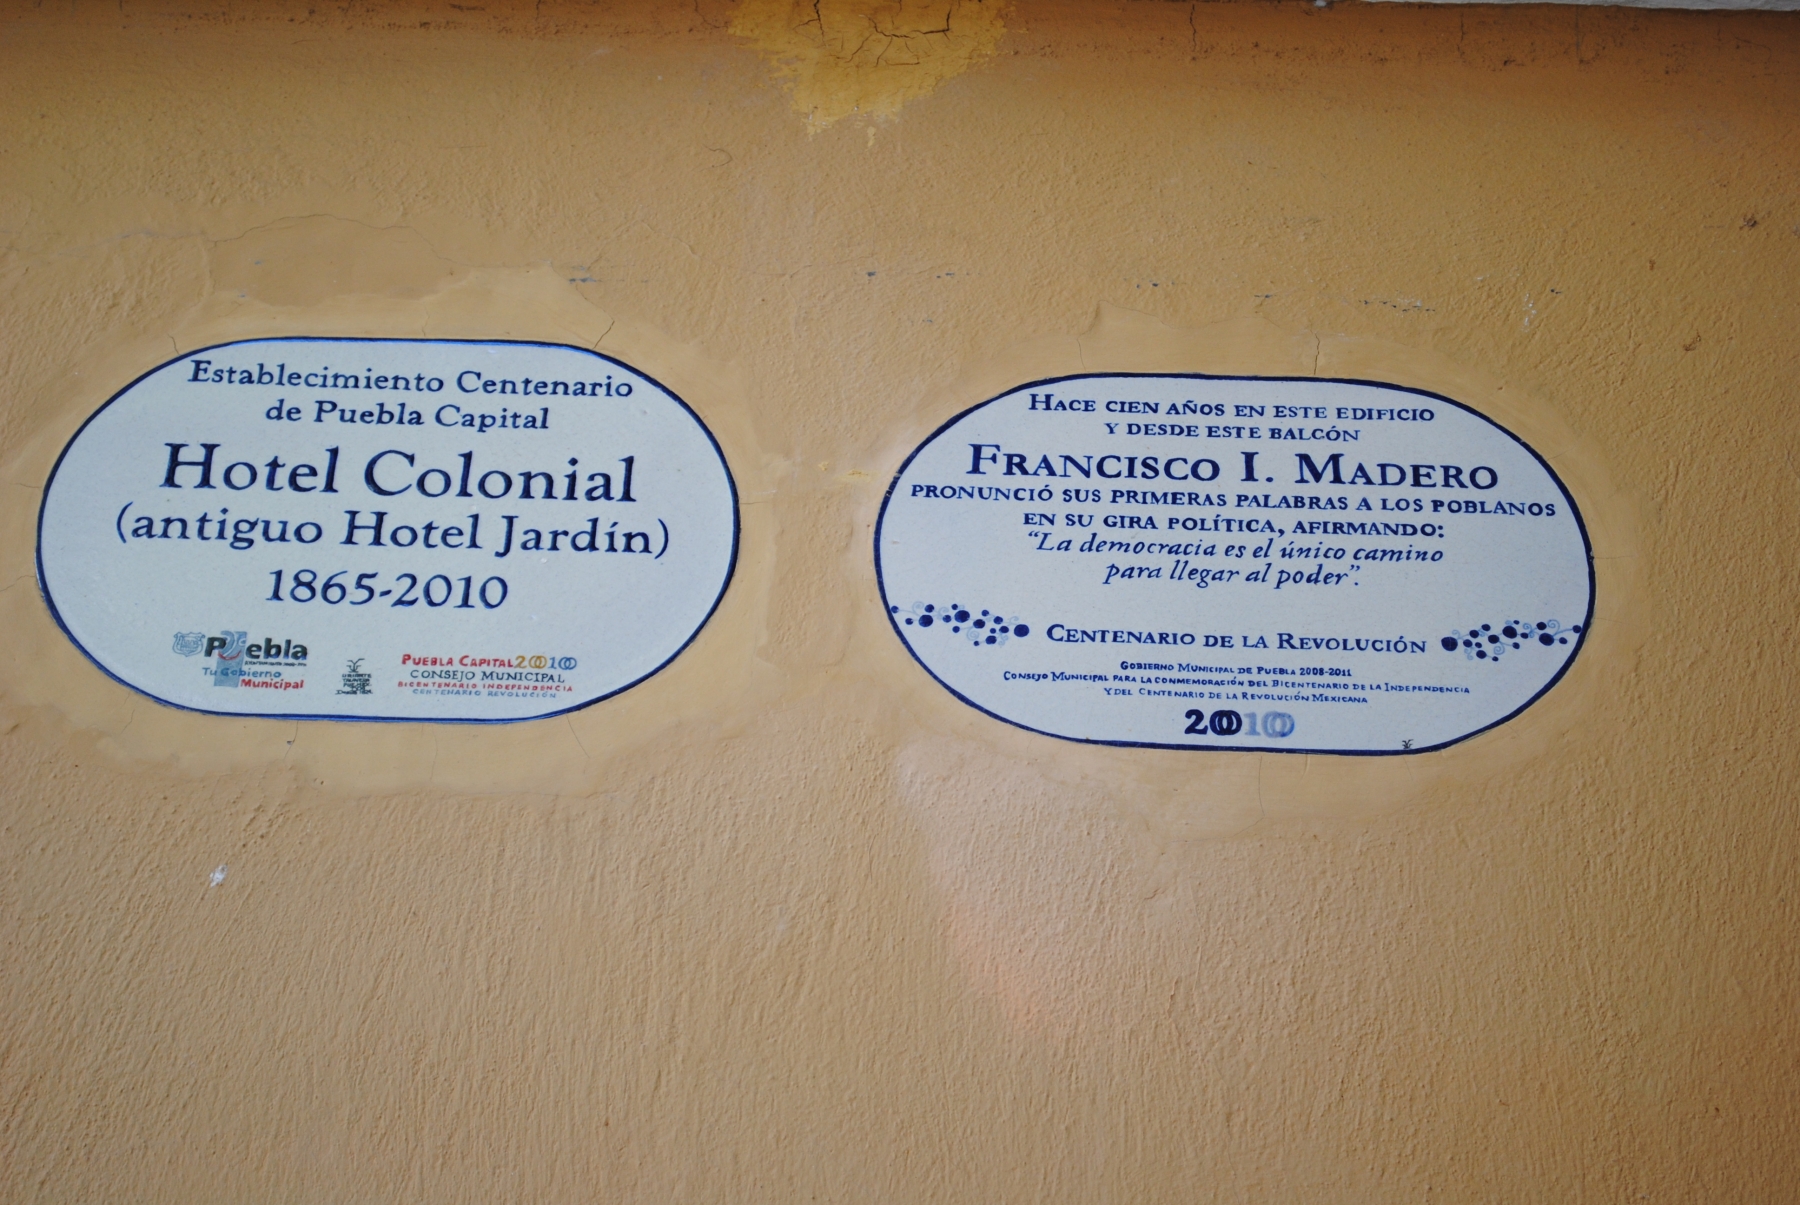 Establecimiento Centenario
de Puebla Capital
Hotel Colonial
(antiguo Hotel Jardín)
1865-2010
Puebla
Tu Gobierno
Municipal
PUEBLA CAPITAL 20010
CONSEJO MUNICIPAL
BICENTENARIO INDEPENDENCIA
CENTENARIO REVOLUCIÓN
HACE CIEN AÑOS EN ESTE EDIFICIO
Y DESDE ESTE BALCÓN
FRANCISCO I. MADERO
PRONUNCIÓ SUS PRIMERAS PALABRAS A LOS POBLANOS
EN SU GIRA POLÍTICA, AFIRMANDO:
“La democracia es el único camino
para llegar al poder”.
CENTENARIO DE LA REVOLUCIÓN
GOBIERNO MUNICIPAL DE PUEBLA 2008-2011
CONSEJO MUNICIPAL PARA LA CONMEMORACIÓN DEL BICENTENARIO DE LA INDEPENDENCIA
Y DEL CENTENARIO DE LA REVOLUCIÓN MEXICANA
200100